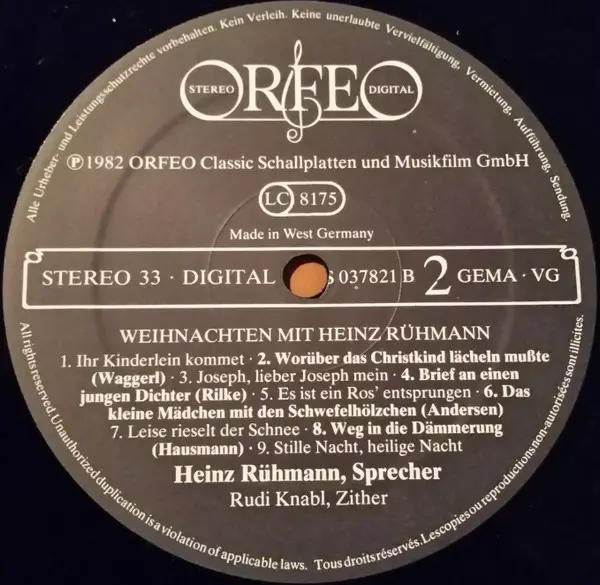 STEREO ORFEO DIGITAL
℗ 1982 ORFEO Classic Schallplatten und Musikfilm GmbH
LC 8175
Made in West Germany
STEREO 33 · DIGITAL S 037821 B 2 GEMA · VG
WEIHNACHTEN MIT HEINZ RÜHMANN
1. Ihr Kinderlein kommet · 2. Worüber das Christkind lächeln mußte
(Waggerl) · 3. Joseph, lieber Joseph mein · 4. Brief an einen
jungen Dichter (Rilke) · 5. Es ist ein Ros' entsprungen · 6. Das
kleine Mädchen mit den Schwefelhölzchen (Andersen)
7. Leise rieselt der Schnee · 8. Weg in die Dämmerung
(Hausmann) · 9. Stille Nacht, heilige Nacht
Heinz Rühmann, Sprecher
Rudi Knabl, Zither
Alle Urheber- und Leistungsschutzrechte vorbehalten. Kein Verleih. Keine unerlaubte Vervielfältigung, Vermietung, Aufführung, Sendung.
All rights reserved. Unauthorized duplication is a violation of applicable laws. Tous droits réservés. Les copies ou reproductions non-autorisées sont illicites.